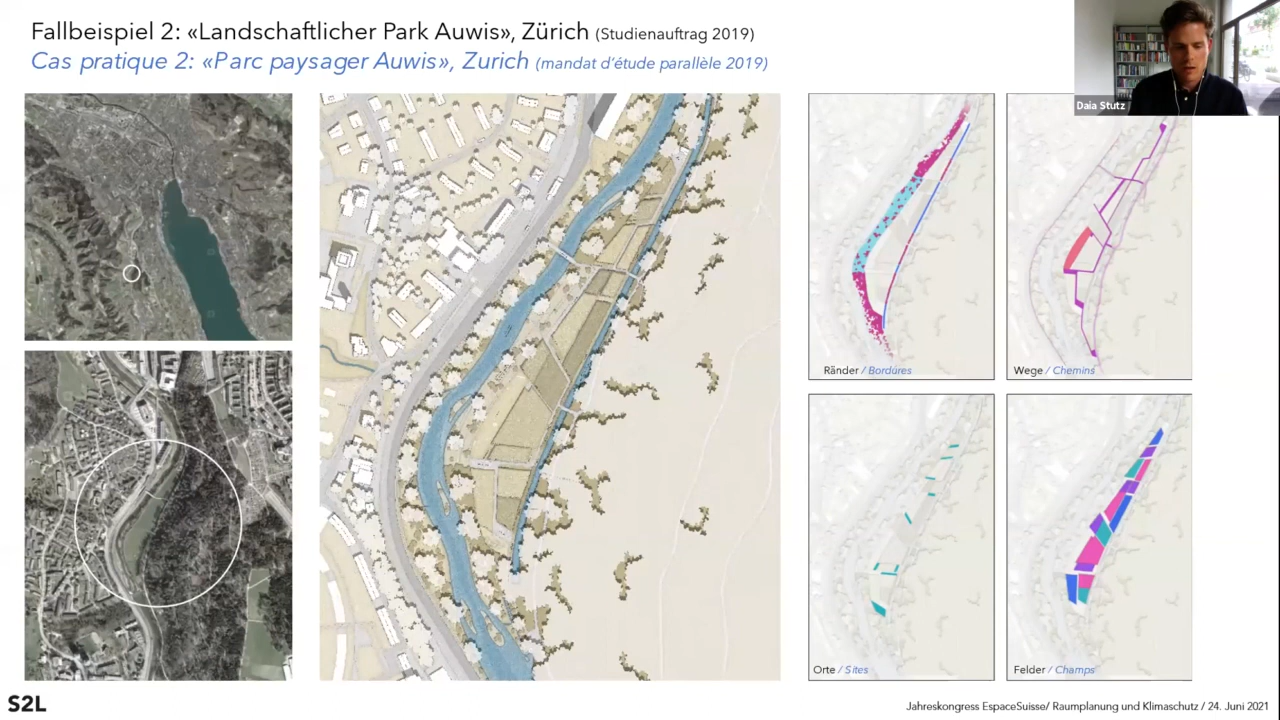 Fallbeispiel 2: «Landschaftlicher Park Auwis», Zürich (Studienauftrag 2019)
Cas pratique 2: «Parc paysager Auwis», Zurich (mandat d'étude parallèle 2019)
Daia Stutz
Ränder / Bordures
Wege / Chemins
Orte / Sites
Felder / Champs
S2L
Jahreskongress EspaceSuisse/ Raumplanung und Klimaschutz / 24. Juni 2021